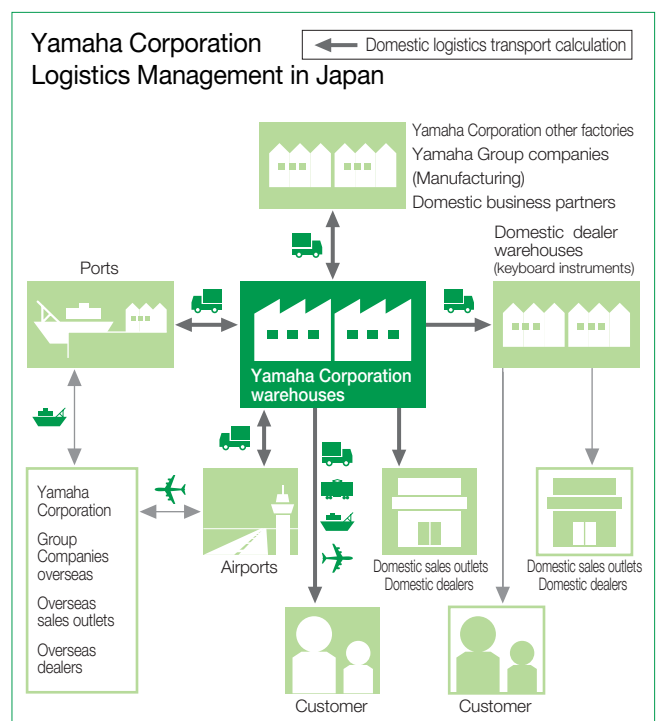 Yamaha Corporation
Logistics Management in Japan
Domestic logistics transport calculation
Yamaha Corporation other factories
Yamaha Group companies
(Manufacturing)
Domestic business partners
Domestic dealer
warehouses
(keyboard instruments)
Ports
Yamaha Corporation
warehouses
Yamaha
Corporation
Group
Companies
overseas
Overseas
sales outlets
Overseas
dealers
Airports
Domestic sales outlets
Domestic dealers
Domestic sales outlets
Domestic dealers
Customer
Customer